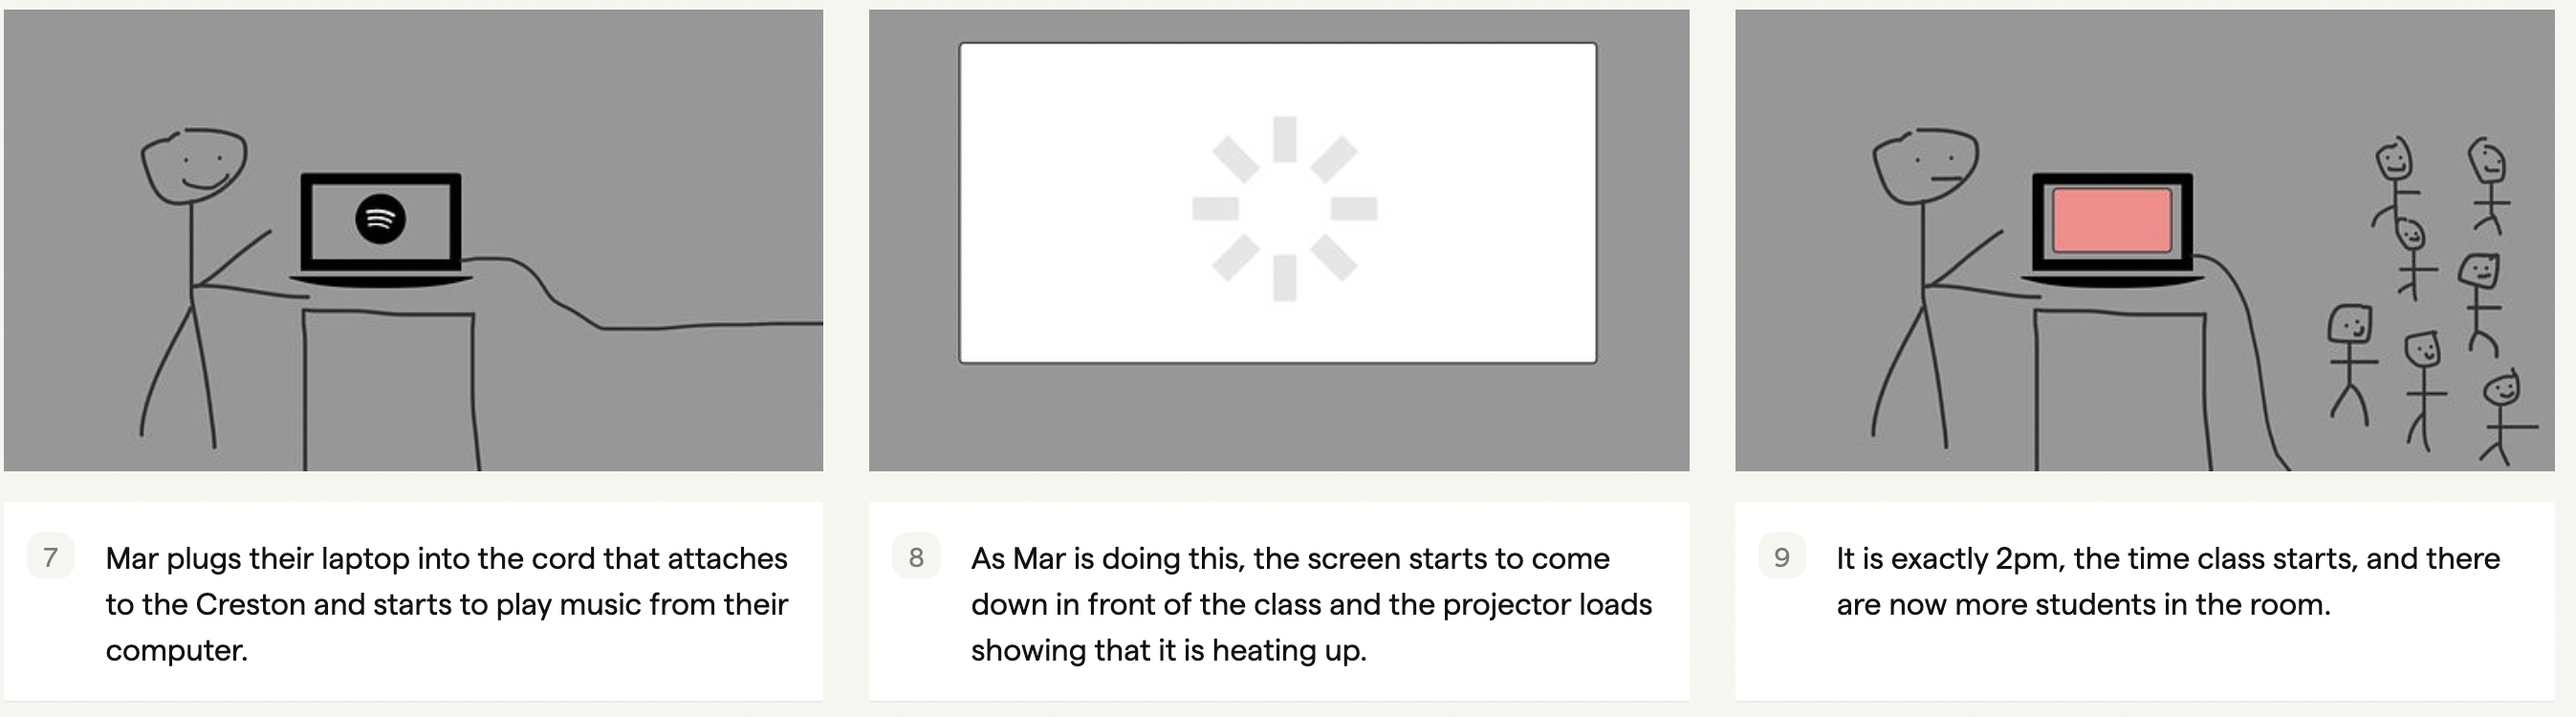 7
Mar plugs their laptop into the cord that attaches
to the Creston and starts to play music from their
computer.
8
As Mar is doing this, the screen starts to come
down in front of the class and the projector loads
showing that it is heating up.
9
It is exactly 2pm, the time class starts, and there
are now more students in the room.